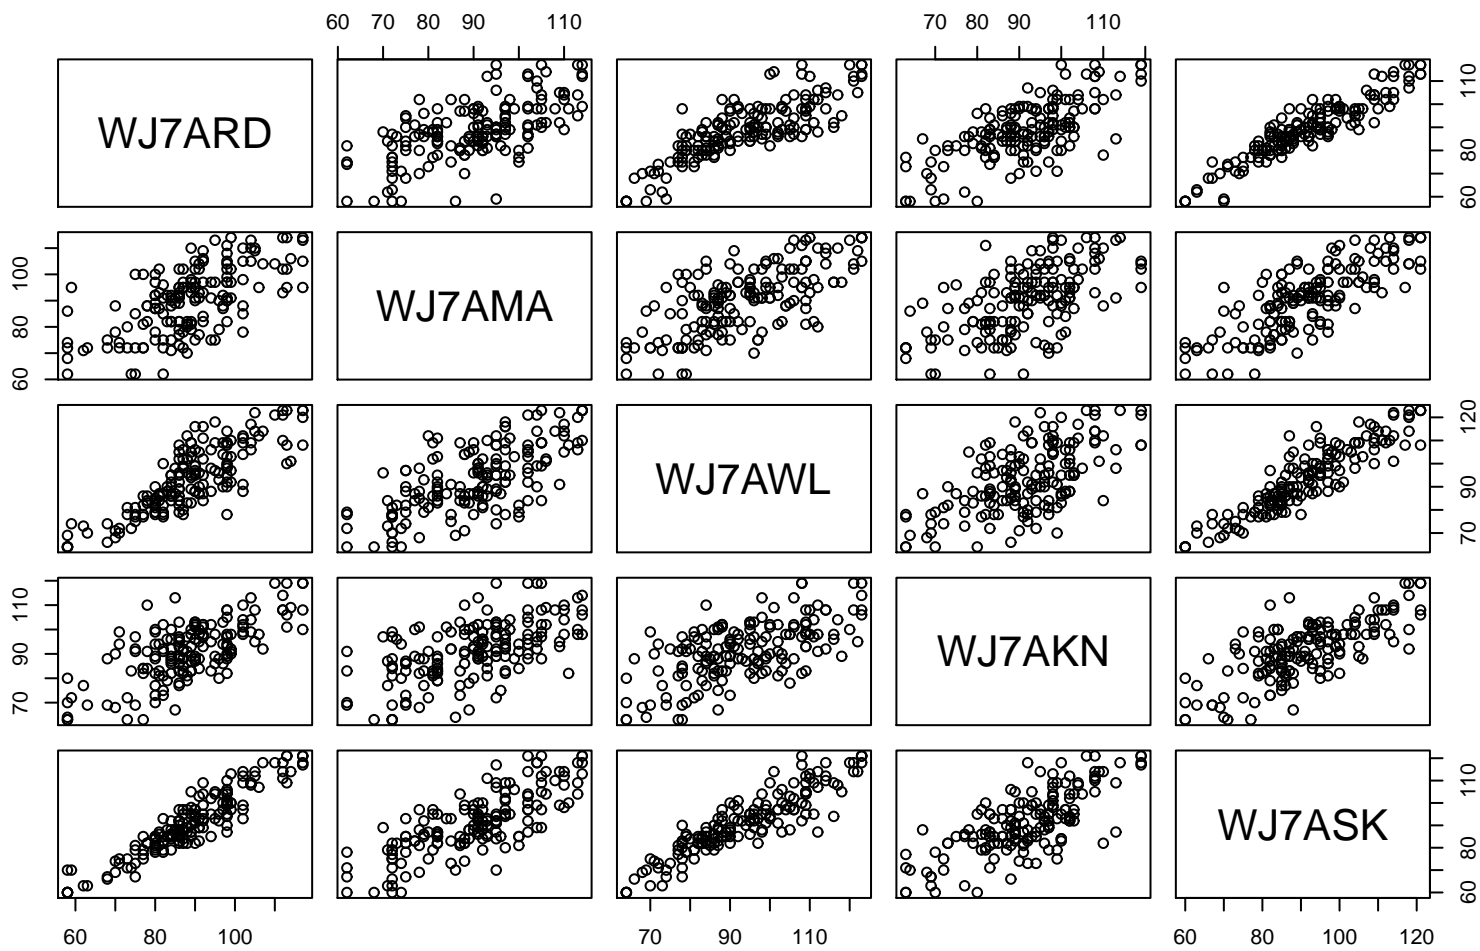 60 70 80 90 110 70 80 90 110
WJ7ARD 60 80 110
60 80 100 WJ7AMA
WJ7AWL 70 90 120
70 90 110 WJ7AKN
WJ7ASK 60 80 110
60 80 100 70 90 110 60 80 100 120